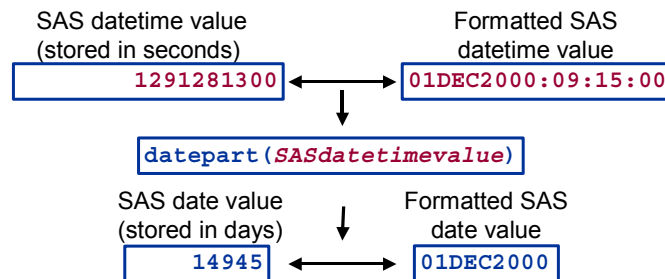 SAS datetime value
(stored in seconds)
Formatted SAS
datetime value
1291281300
01DEC2000:09:15:00
datepart(SASdatetimevalue)
SAS date value
(stored in days)
Formatted SAS
date value
14945
01DEC2000